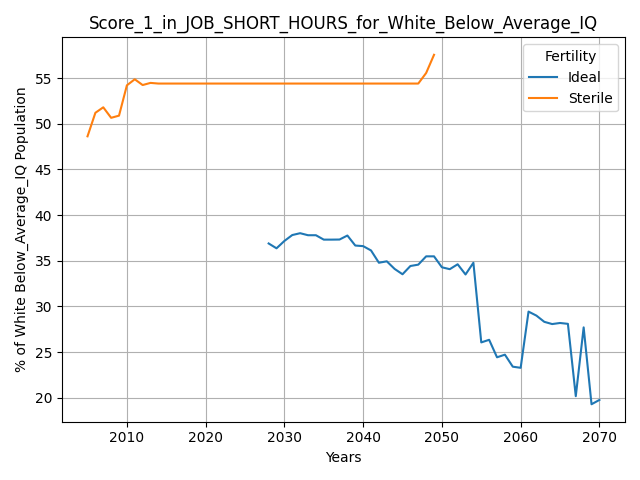 Score_1_in_JOB_SHORT_HOURS_for_White_Below_Average_IQ
% of White Below_Average_IQ Population
55
50
45
40
35
30
25
20
Fertility
Ideal
Sterile
2010 2020 2030 2040 2050 2060 2070
Years